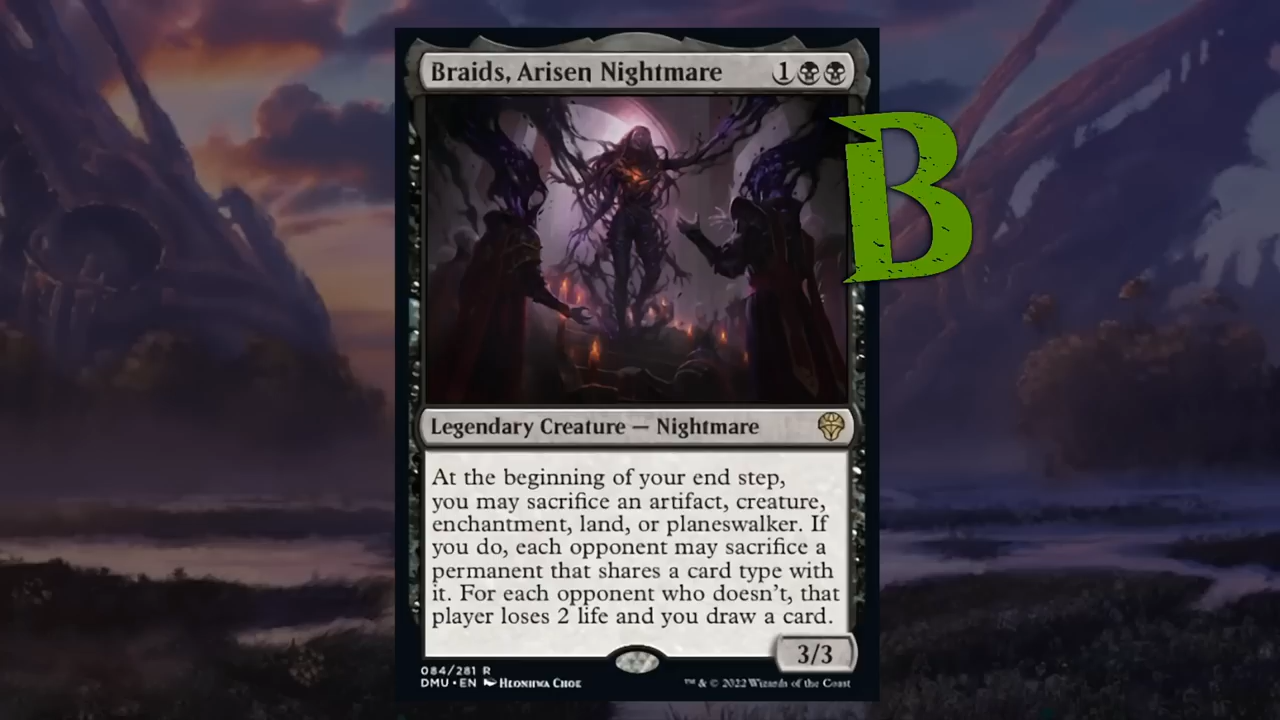 Braids, Arisen Nightmare 1
B
Legendary Creature — Nightmare
At the beginning of your end step,
you may sacrifice an artifact, creature,
enchantment, land, or planeswalker. If
you do, each opponent may sacrifice a
permanent that shares a card type with
it. For each opponent who doesn't, that
player loses 2 life and you draw a card.
3/3
084/281 R
DMU • EN Heonhwa Choe
™ & © 2022 Wizards of the Coast